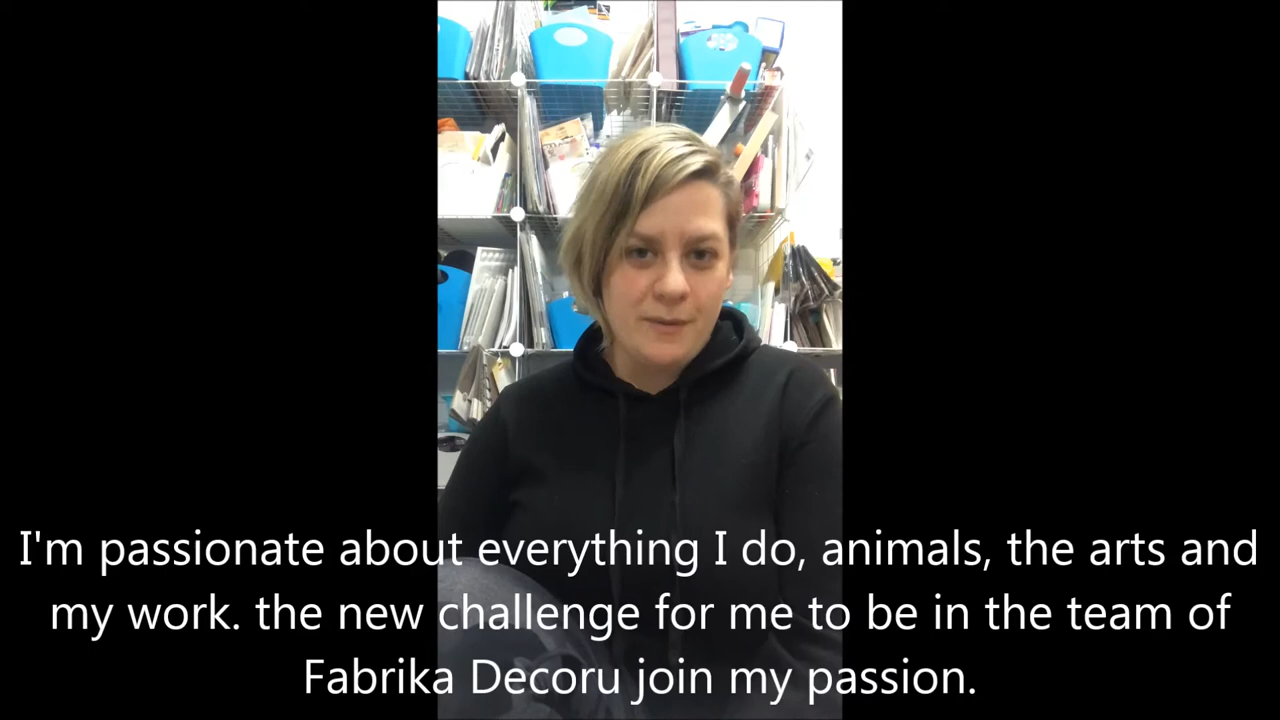 I'm passionate about everything I do, animals, the arts and
my work. the new challenge for me to be in the team of
Fabrika Decoru join my passion.